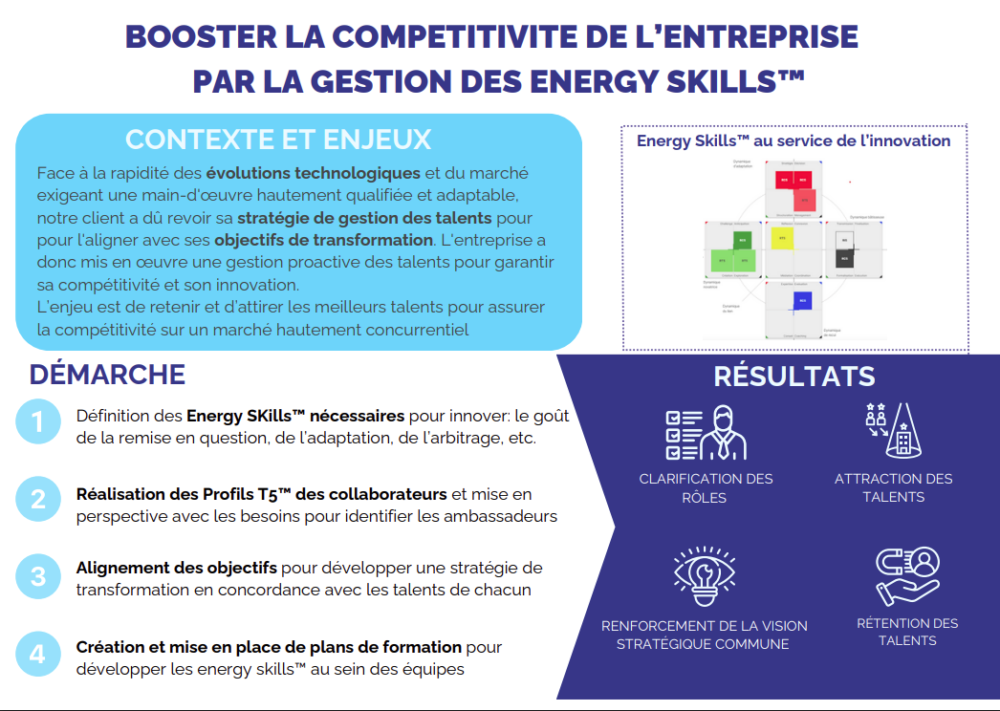 BOOSTER LA COMPETITIVITE DE L'ENTREPRISE
PAR LA GESTION DES ENERGY SKILLS™
CONTEXTE ET ENJEUX
Face à la rapidité des évolutions technologiques et du marché
exigeant une main-d'œuvre hautement qualifiée et adaptable,
notre client a dû revoir sa stratégie de gestion des talents pour
pour l'aligner avec ses objectifs de transformation. L'entreprise a
donc mis en œuvre une gestion proactive des talents pour garantir
sa compétitivité et son innovation.
L'enjeu est de retenir et d'attirer les meilleurs talents pour assurer
la compétitivité sur un marché hautement concurrentiel
Energy Skills™ au service de l'innovation
Dynamique
d'adaptation
Dynamique
du lien
DÉMARCHE
1
Définition des Energy SKills™ nécessaires pour innover: le goût
de la remise en question, de l'adaptation, de l'arbitrage, etc.
2
Réalisation des Profils T5™ des collaborateurs et mise en
perspective avec les besoins pour identifier les ambassadeurs
3
Alignement des objectifs pour développer une stratégie de
transformation en concordance avec les talents de chacun
4
Création et mise en place de plans de formation pour
développer les energy skills™ au sein des équipes
RÉSULTATS
CLARIFICATION DES
RÔLES
ATTRACTION DES
TALENTS
RENFORCEMENT DE LA VISION
STRATÉGIQUE COMMUNE
RÉTENTION DES
TALENTS